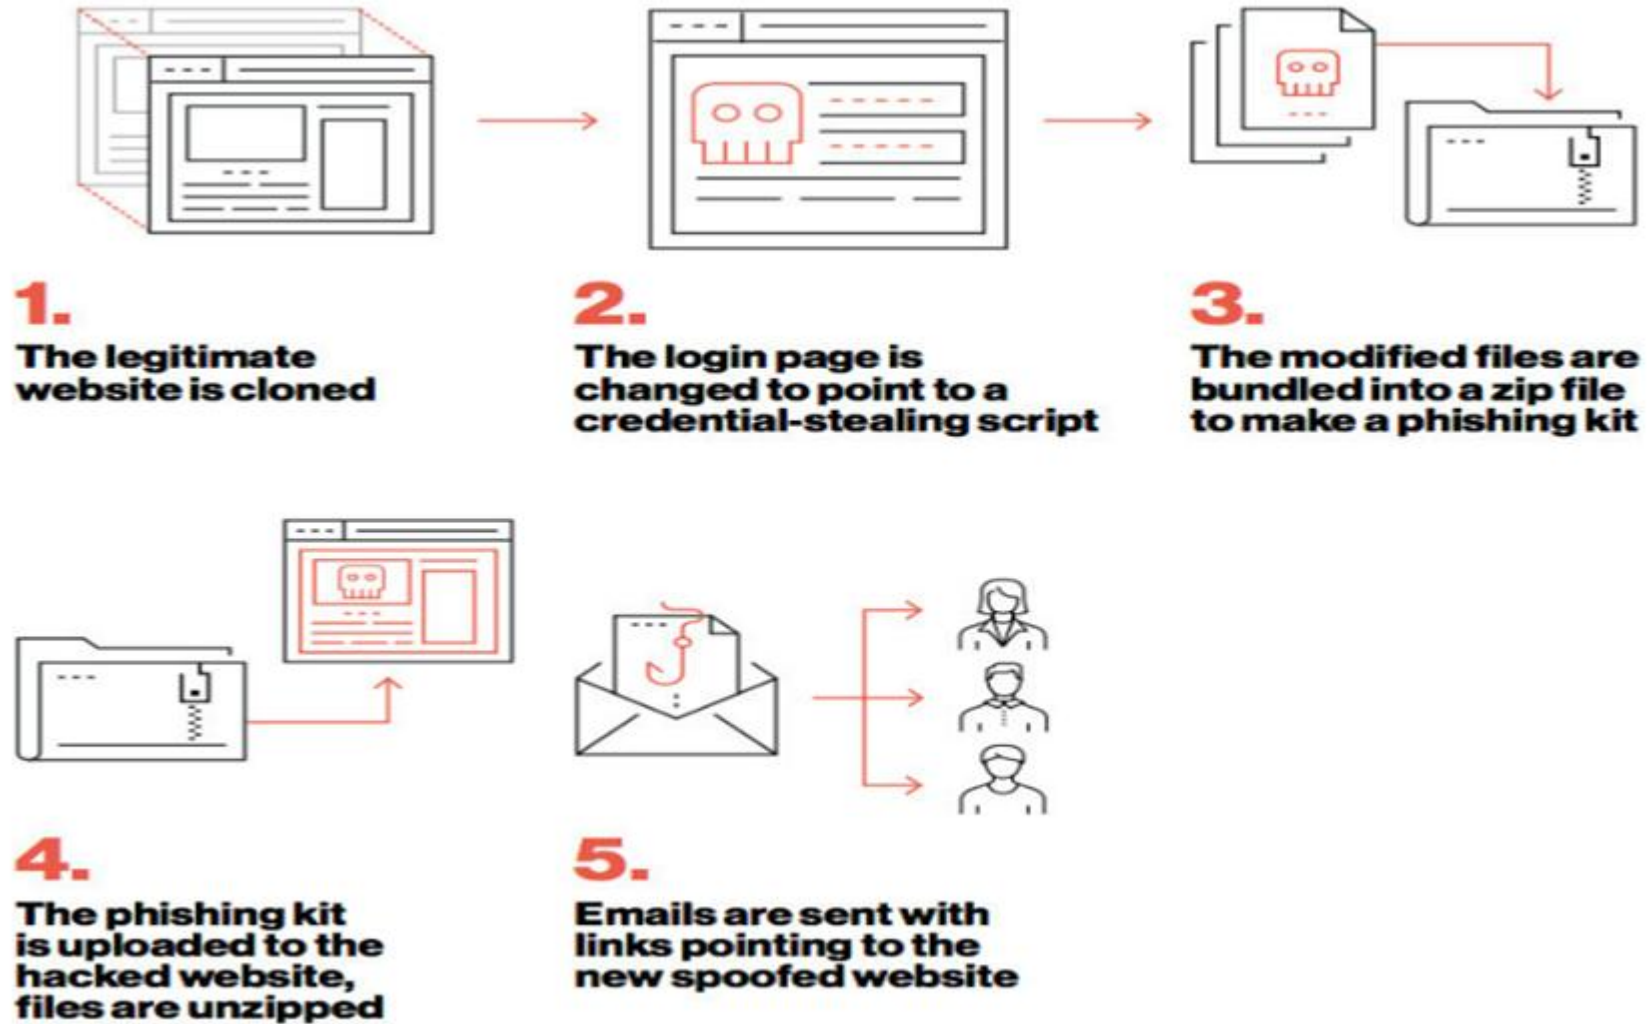 1.
The legitimate
website is cloned
2.
The login page is
changed to point to a
credential-stealing script
3.
The modified files are
bundled into a zip file
to make a phishing kit
4.
The phishing kit
is uploaded to the
hacked website,
files are unzipped
5.
Emails are sent with
links pointing to the
new spoofed website